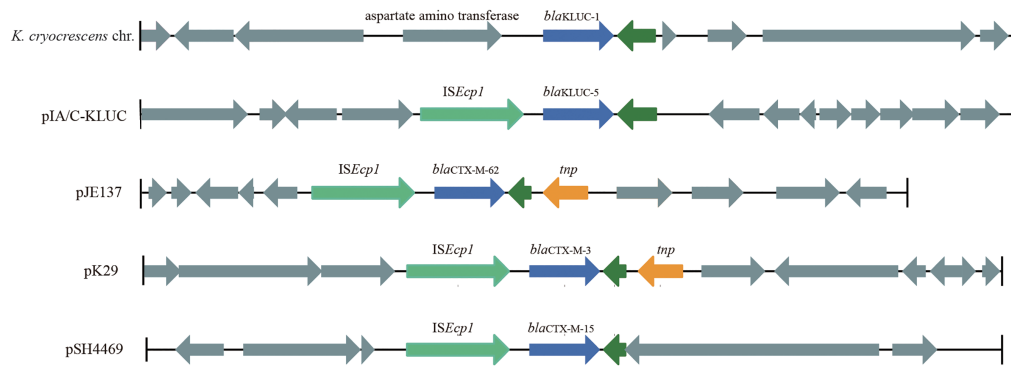 aspartate amino transferase
blaKLUC-1
K. cryocrescens chr.
ISEcp1
blaKLUC-5
pIA/C-KLUC
ISEcp1
blaCTX-M-62
tnp
pJE137
ISEcp1
blaCTX-M-3
tnp
pK29
ISEcp1
blaCTX-M-15
pSH4469